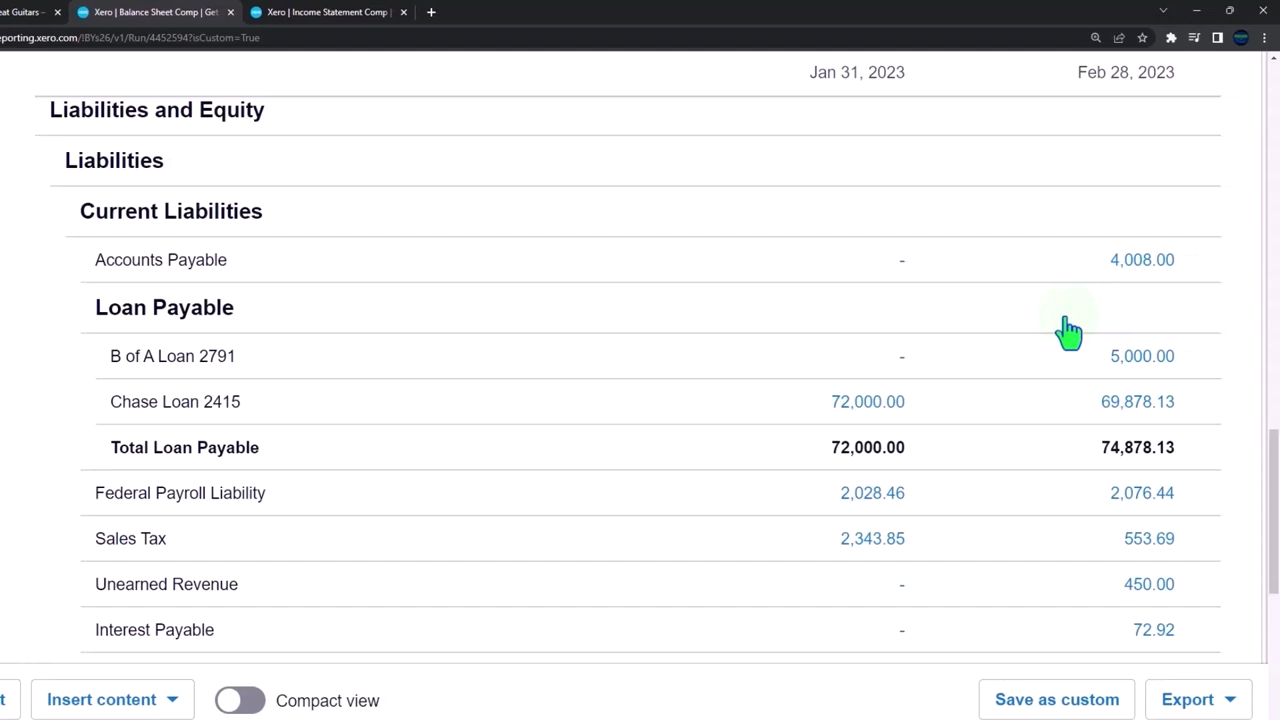 eat Guitars –
Xero | Balance Sheet Comp | Get
Xero | Income Statement Comp |
eporting.xero.com/IBYs26/v1/Run/4452594?isCustom=True
Jan 31, 2023 Feb 28, 2023
Liabilities and Equity
Liabilities
Current Liabilities
Accounts Payable - 4,008.00
Loan Payable
B of A Loan 2791 - 5,000.00
Chase Loan 2415 72,000.00 69,878.13
Total Loan Payable 72,000.00 74,878.13
Federal Payroll Liability 2,028.46 2,076.44
Sales Tax 2,343.85 553.69
Unearned Revenue - 450.00
Interest Payable - 72.92
t Insert content Compact view Save as custom Export